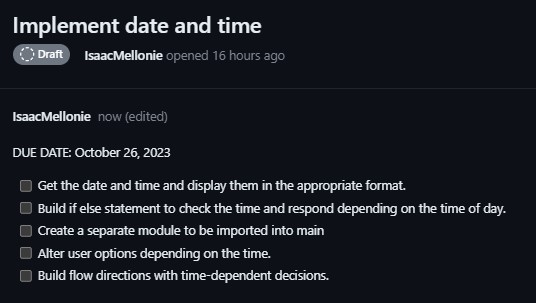 Implement date and time
Draft IsaacMellonie opened 16 hours ago
IsaacMellonie now (edited)
DUE DATE: October 26, 2023
Get the date and time and display them in the appropriate format.
Build if else statement to check the time and respond depending on the time of day.
Create a separate module to be imported into main
Alter user options depending on the time.
Build flow directions with time-dependent decisions.